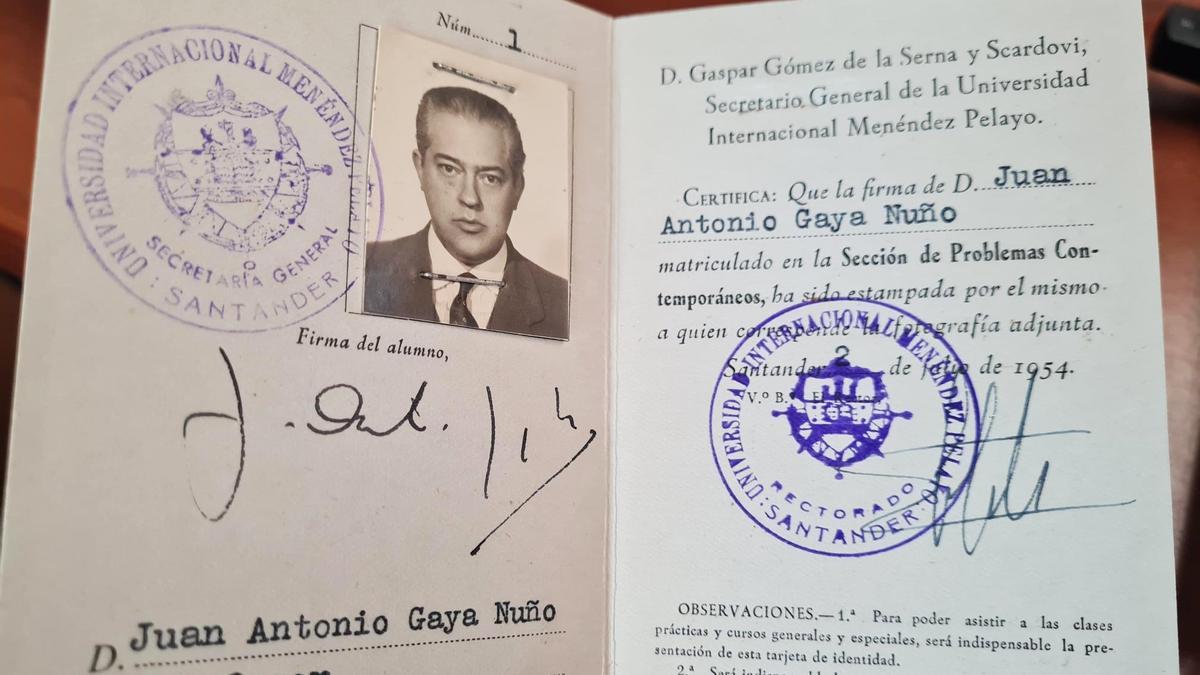 Núm. 1
UNIVERSIDAD INTERNACIONAL MENÉNDEZ PELAYO
SECRETARÍA GENERAL
SANTANDER
Firma del alumno,
D. Juan Antonio Gaya Nuño
D. Gaspar Gómez de la Serna y Scardovi,
Secretario General de la Universidad
Internacional Menéndez Pelayo.
CERTIFICA: Que la firma de D. Juan
Antonio Gaya Nuño
matriculado en la Sección de Problemas Con-
temporáneos, ha sido estampada por el mismo
a quien corresponde la fotografía adjunta.
Santander, 2 de julio de 1954.
V.º B.º El Rector,
UNIVERSIDAD INTERNACIONAL MENÉNDEZ PELAYO
RECTORADO
SANTANDER
OBSERVACIONES.—1.ª Para poder asistir a las clases
prácticas y cursos generales y especiales, será indispensable la pre-
sentación de esta tarjeta de identidad.
2.ª Será